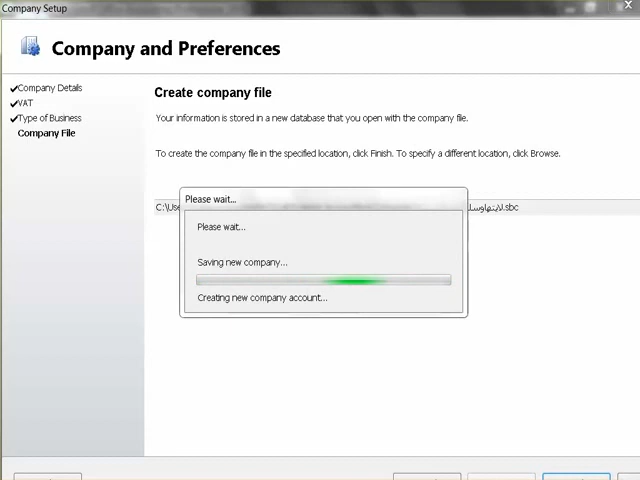 Company Setup
Company and Preferences
Company Details
VAT
Type of Business
Company File
Create company file
Your information is stored in a new database that you open with the company file.
To create the company file in the specified location, click Finish. To specify a different location, click Browse.
.sbc
Please wait...
Please wait...
Saving new company...
Creating new company account...